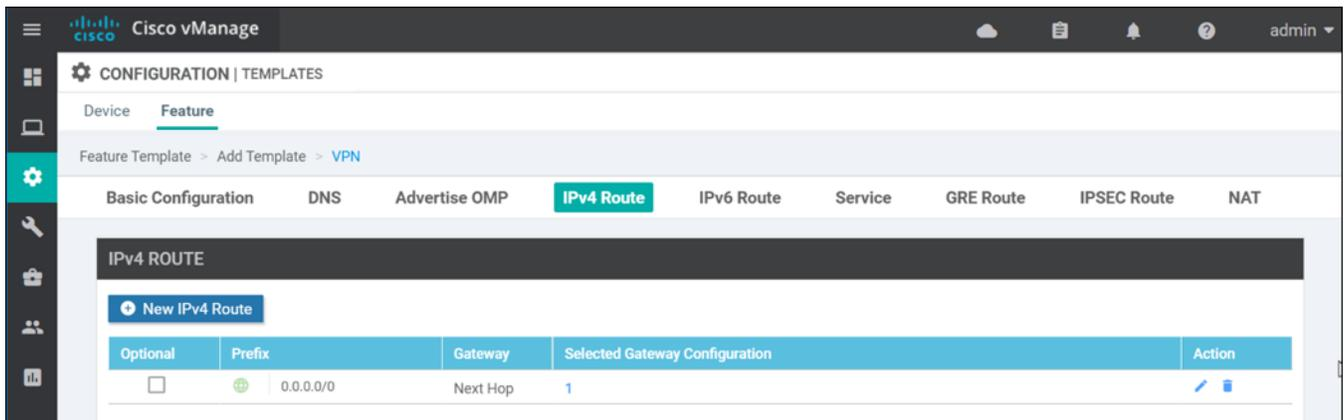 cisco Cisco vManage admin
CONFIGURATION | TEMPLATES
Device Feature
Feature Template > Add Template > VPN
Basic Configuration DNS Advertise OMP IPv4 Route IPv6 Route Service GRE Route IPSEC Route NAT
IPv4 ROUTE
New IPv4 Route
Optional Prefix Gateway Selected Gateway Configuration Action
0.0.0.0/0 Next Hop 1